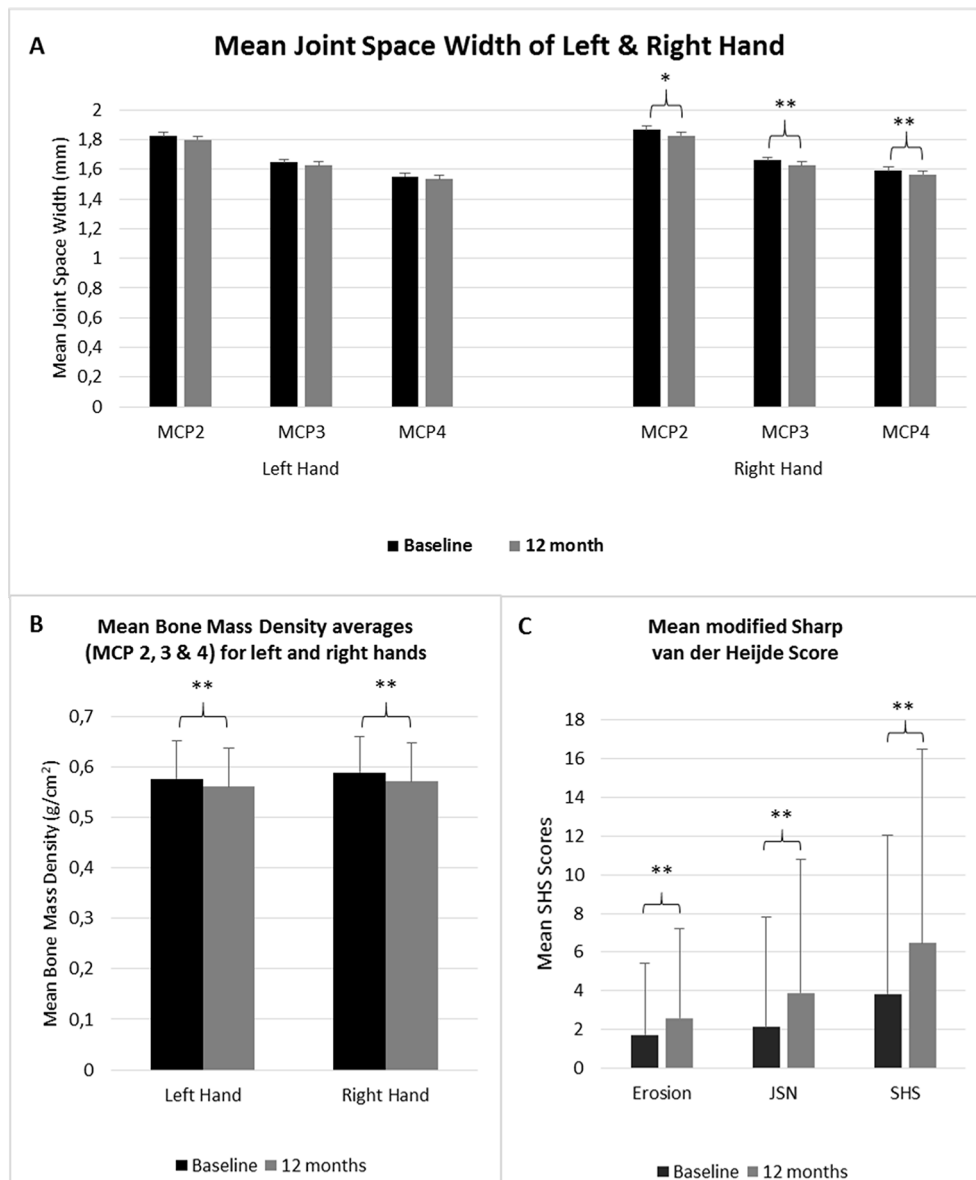 A
Mean Joint Space Width of Left & Right Hand
Mean Joint Space Width (mm)
2
1,8
1,6
1,4
1,2
1
0,8
0,6
0,4
0,2
0
*
**
**
MCP2 MCP3 MCP4 MCP2 MCP3 MCP4
Left Hand Right Hand
Baseline 12 month
B
Mean Bone Mass Density averages
(MCP 2, 3 & 4) for left and right hands
Mean Bone Mass Density (g/cm²)
0,7
0,6
0,5
0,4
0,3
0,2
0,1
0
**
**
Left Hand Right Hand
Baseline 12 months
C
Mean modified Sharp
van der Heijde Score
Mean SHS Scores
18
16
14
12
10
8
6
4
2
0
**
**
**
Erosion JSN SHS
Baseline 12 months